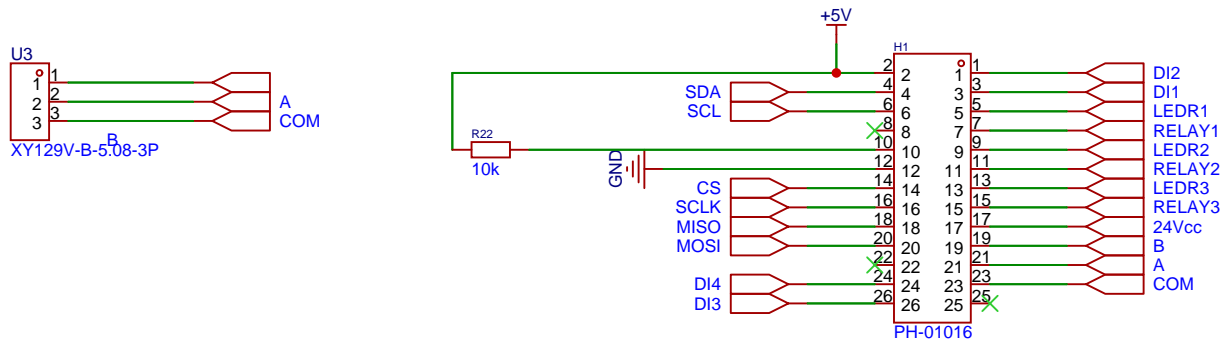 +5V
U3
1 1
2 2 A
3 3 COM
B
XY129V-B-5.08-3P
H1
2 2 1 1 DI2
SDA 4 4 3 3 DI1
SCL 6 6 5 5 LEDR1
8 8 7 7 RELAY1
R22 10 10 9 9 LEDR2
10k GND 12 12 11 11 RELAY2
CS 14 14 13 13 LEDR3
SCLK 16 16 15 15 RELAY3
MISO 18 18 17 17 24Vcc
MOSI 20 20 19 19 B
22 22 21 21 A
DI4 24 24 23 23 COM
DI3 26 26 25 25
PH-01016